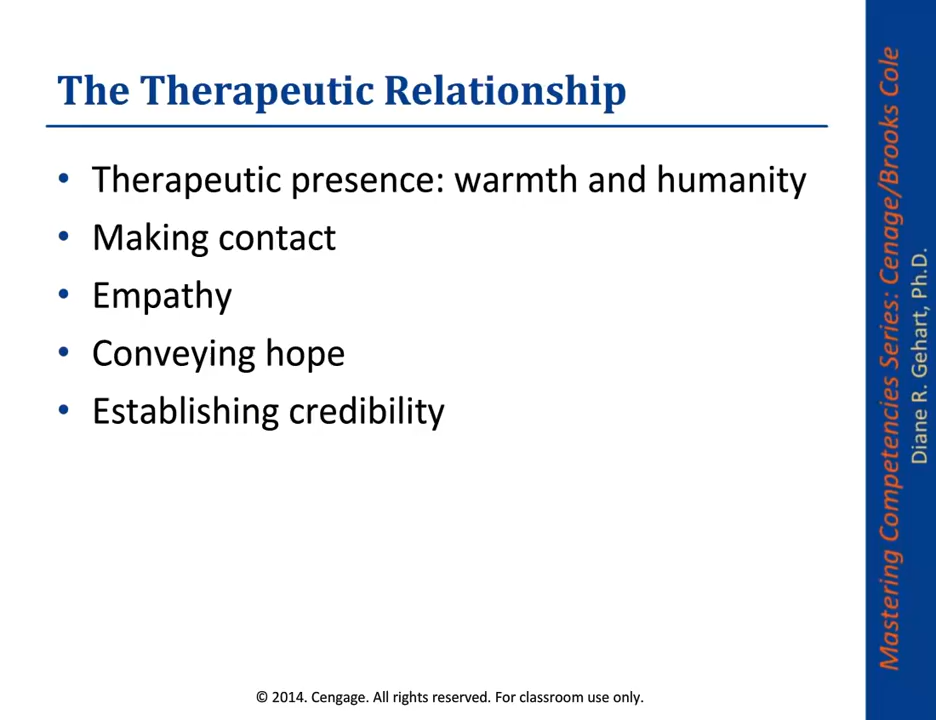 The Therapeutic Relationship
• Therapeutic presence: warmth and humanity
• Making contact
• Empathy
• Conveying hope
• Establishing credibility
© 2014. Cengage. All rights reserved. For classroom use only.
Mastering Competencies Series: Cenage/Brooks Cole
Diane R. Gehart, Ph.D.